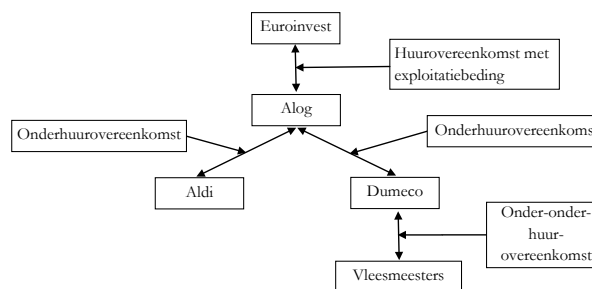 Euroinvest
Huurovereenkomst met
exploitatiebeding
Alog
Onderhuurovereenkomst
Onderhuurovereenkoms
Aldi
Dumeco
Onder-onder-
huur-
overeenkomst
Vleesmeesters